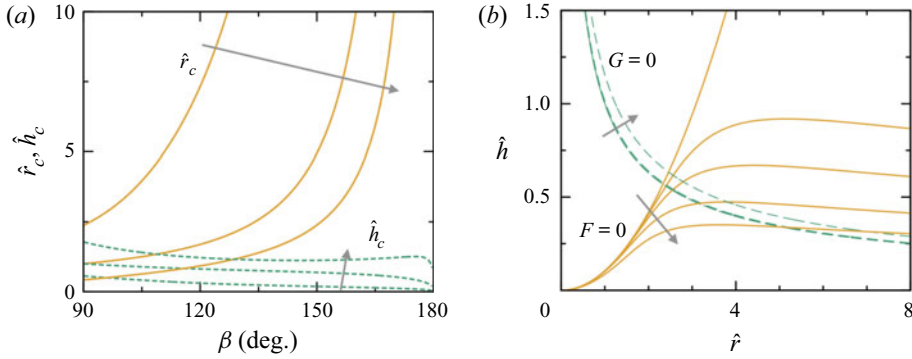 (a)
10
5
0
r̂c, ĥc
r̂c
ĥc
90
120
150
180
β (deg.)
(b)
1.5
1.0
0.5
0
ĥ
G = 0
F = 0
4
8
r̂